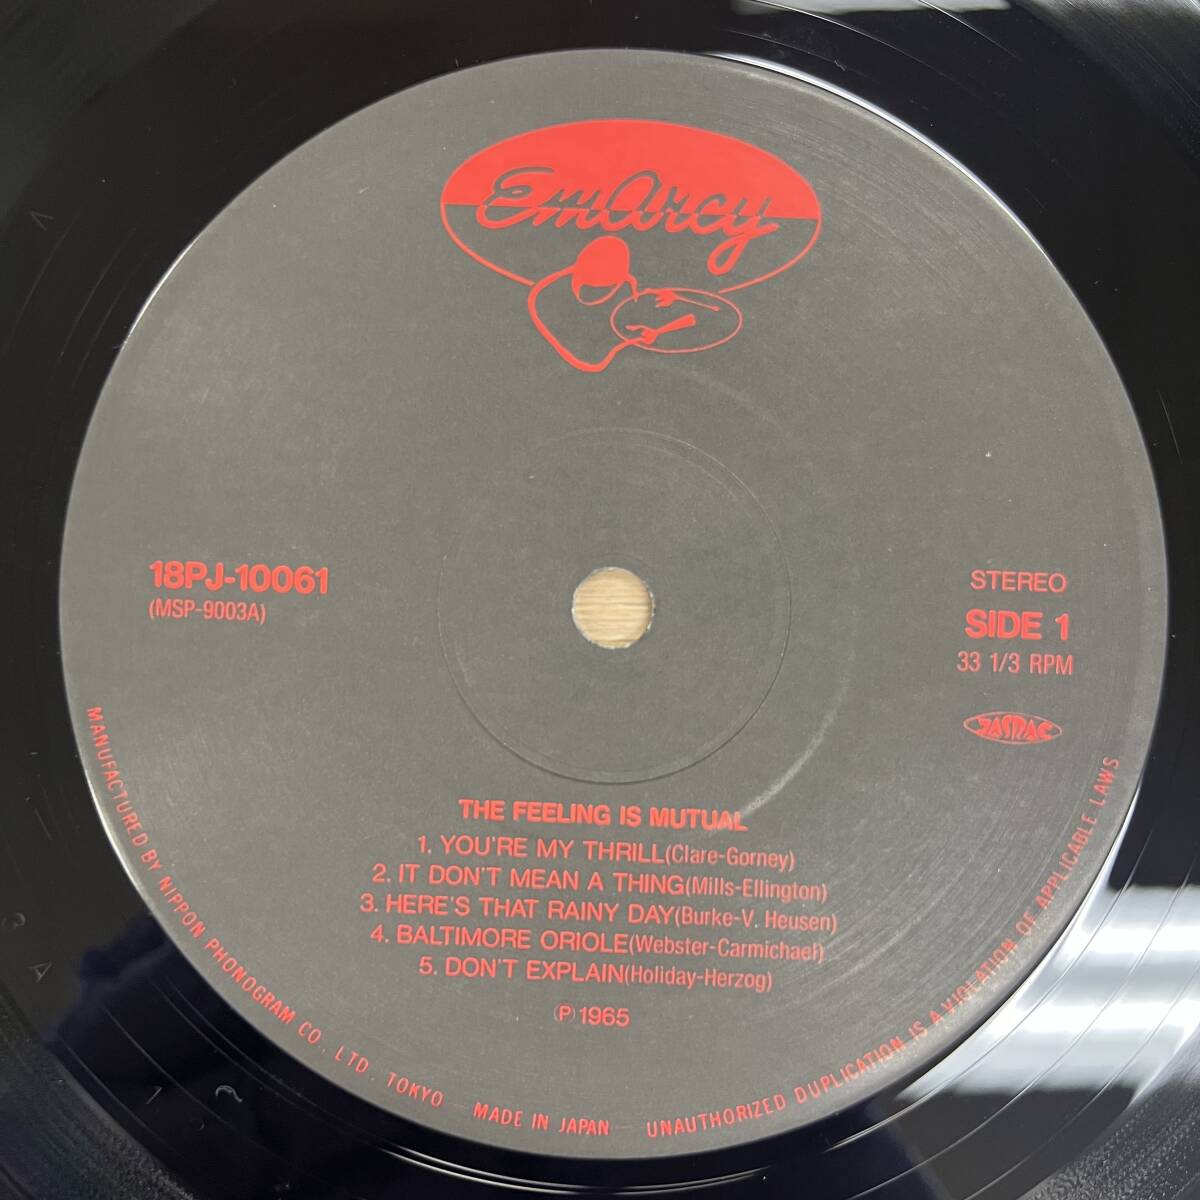 EmArcy
18PJ-10061
(MSP-9003A)
STEREO
SIDE 1
33 1/3 RPM
JASRAC
THE FEELING IS MUTUAL
1. YOU'RE MY THRILL(Clare-Gorney)
2. IT DON'T MEAN A THING(Mills-Ellington)
3. HERE'S THAT RAINY DAY(Burke-V. Heusen)
4. BALTIMORE ORIOLE(Webster-Carmichael)
5. DON'T EXPLAIN(Holiday-Herzog)
Ⓟ1965
MANUFACTURED BY NIPPON PHONOGRAM CO., LTD. TOKYO MADE IN JAPAN — UNAUTHORIZED DUPLICATION IS A VIOLATION OF APPLICABLE LAWS